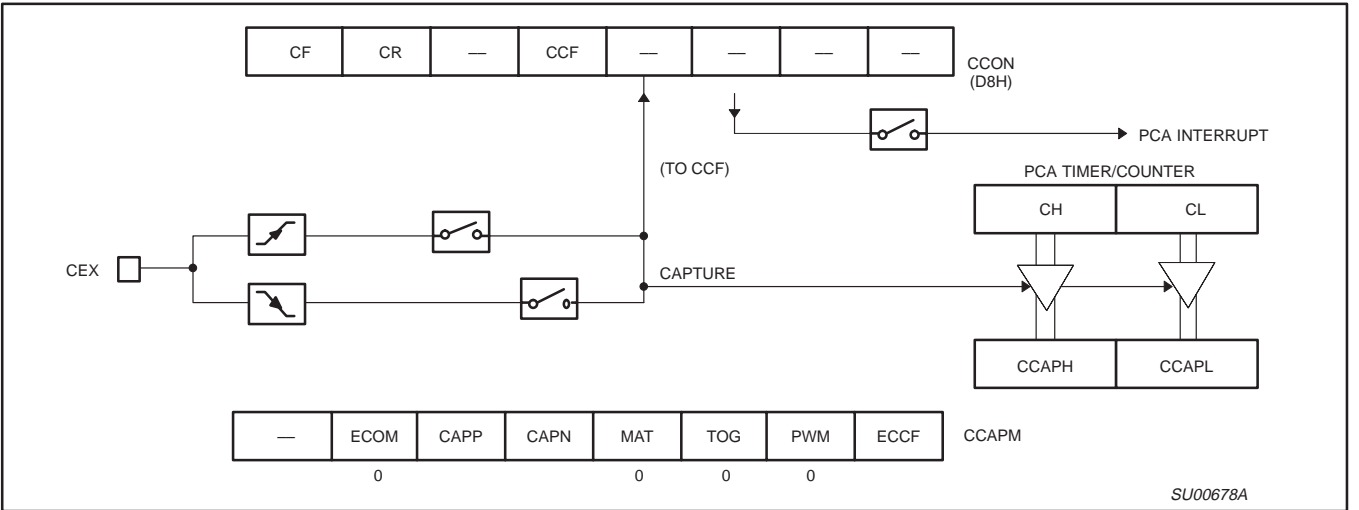 CF CR –– CCF –– –– –– ––
CCON
(D8H)
PCA INTERRUPT
(TO CCF)
PCA TIMER/COUNTER
CH CL
CEX
CAPTURE
CCAPH CCAPL
–– ECOM CAPP CAPN MAT TOG PWM ECCF CCAPM
0 0 0 0
SU00678A